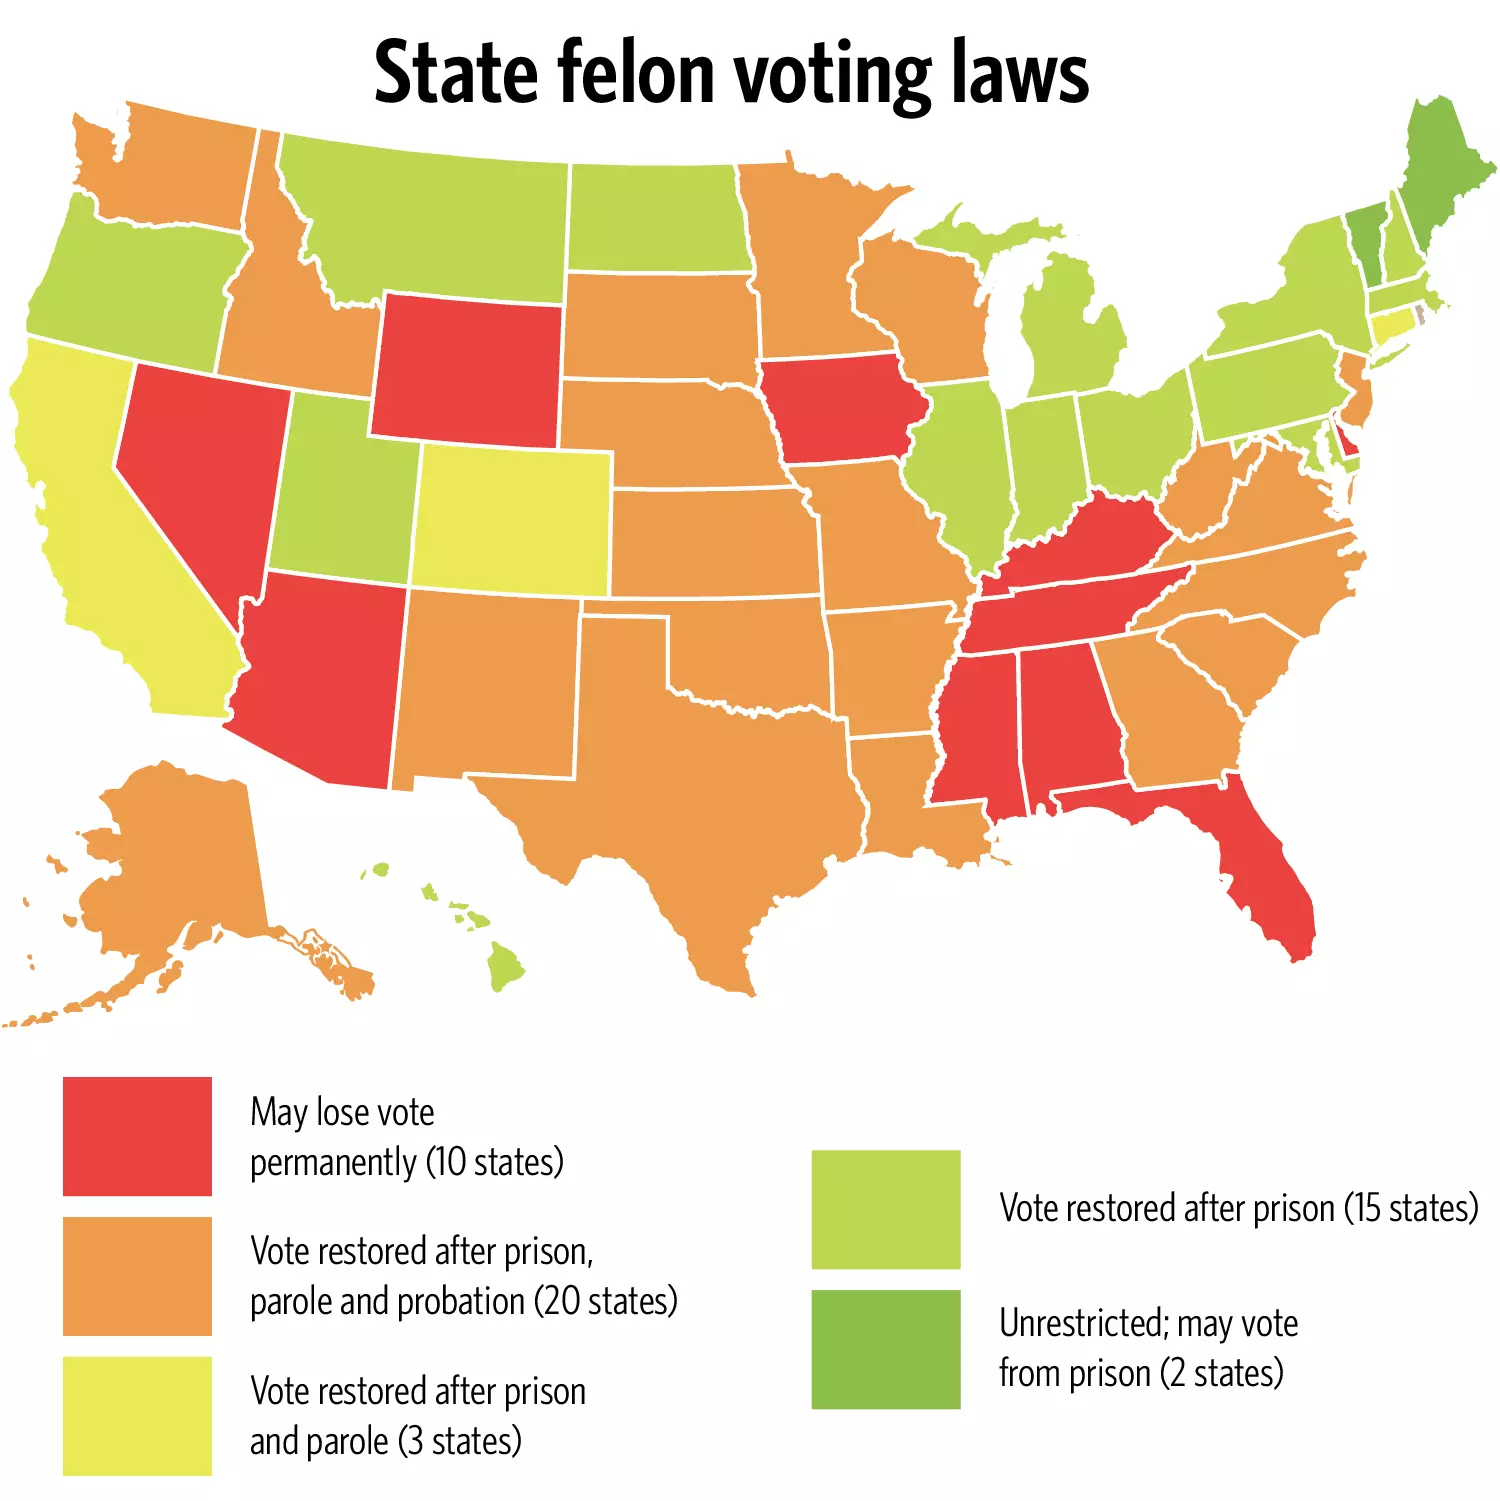 State felon voting laws
May lose vote
permanently (10 states)
Vote restored after prison,
parole and probation (20 states)
Vote restored after prison
and parole (3 states)
Vote restored after prison (15 states)
Unrestricted; may vote
from prison (2 states)